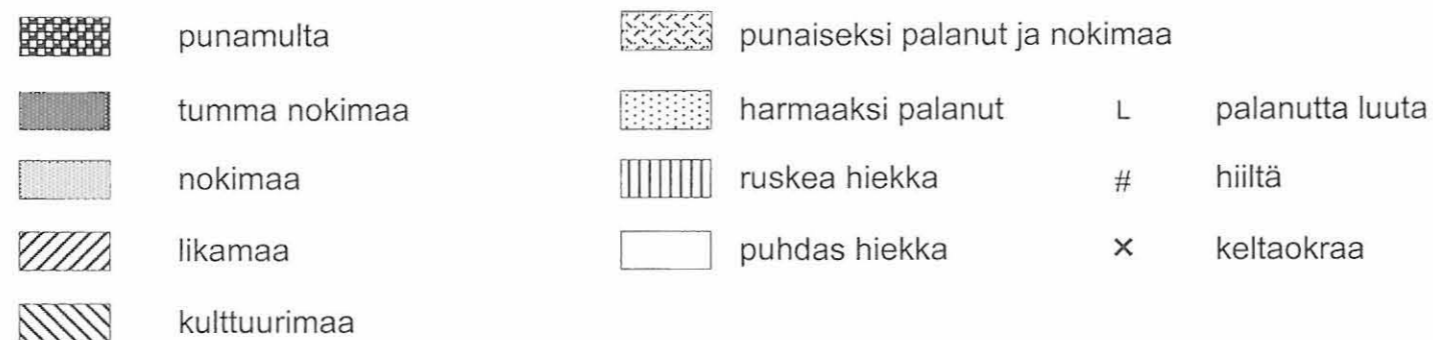 punamulta
tumma nokimaa
nokimaa
likamaa
kulttuurimaa
punaiseksi palanut ja nokimaa
harmaaksi palanut
ruskea hiekka
puhdas hiekka
L palanutta luuta
# hiiltä
× keltaokraa